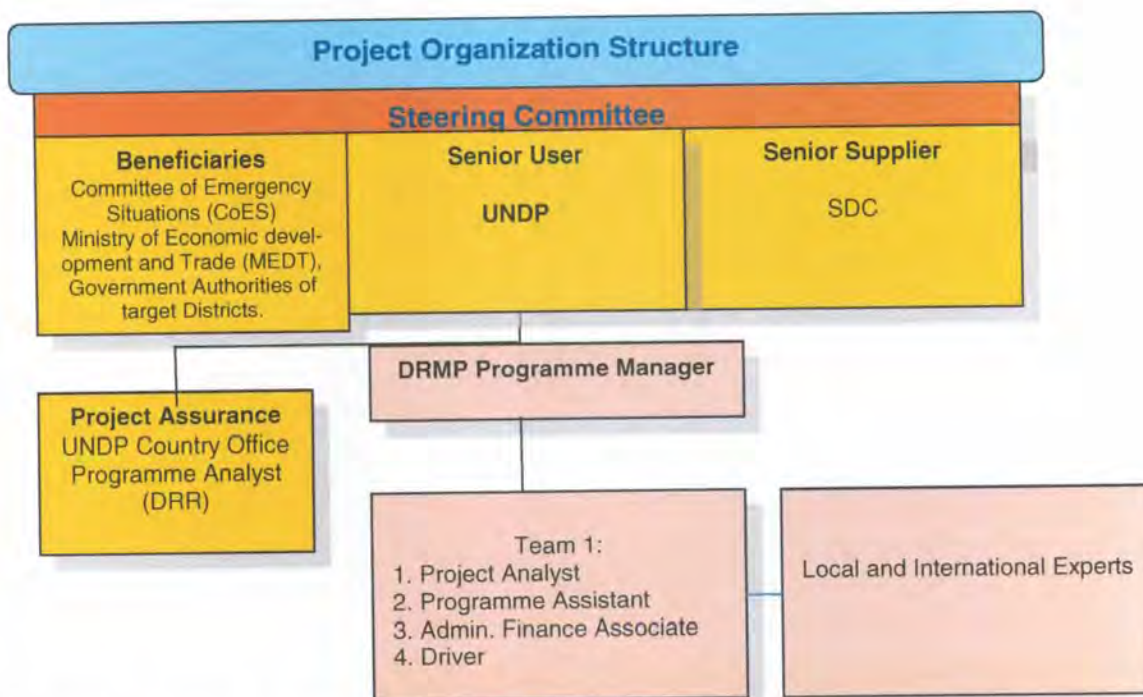 Project Organization Structure
Steering Committee
Beneficiaries
Committee of Emergency
Situations (CoES)
Ministry of Economic devel-
opment and Trade (MEDT),
Government Authorities of
target Districts.
Senior User
UNDP
Senior Supplier
SDC
DRMP Programme Manager
Project Assurance
UNDP Country Office
Programme Analyst
(DRR)
Team 1:
1. Project Analyst
2. Programme Assistant
3. Admin. Finance Associate
4. Driver
Local and International Experts